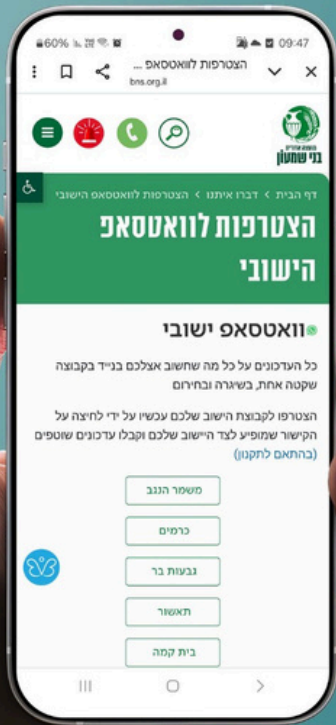 60%
09:47
הצטרפות לוואטסאפ ...
bns.org.il
בני שמעון
דף הבית > דברו איתנו > הצטרפות לוואטסאפ הישובי
הצטרפות לוואטסאפ
הישובי
וואטסאפ ישובי
כל העדכונים על כל מה שחשוב אצלכם בנייד בקבוצה
שקטה אחת, בשיגרה ובחירום
הצטרפו לקבוצת הישוב שלכם עכשיו על ידי לחיצה על
הקישור שמופיע לצד היישוב שלכם וקבלו עדכונים שוטפים
(בהתאם לתקנון)
משמר הנגב
כרמים
גבעות בר
תאשור
בית קמה